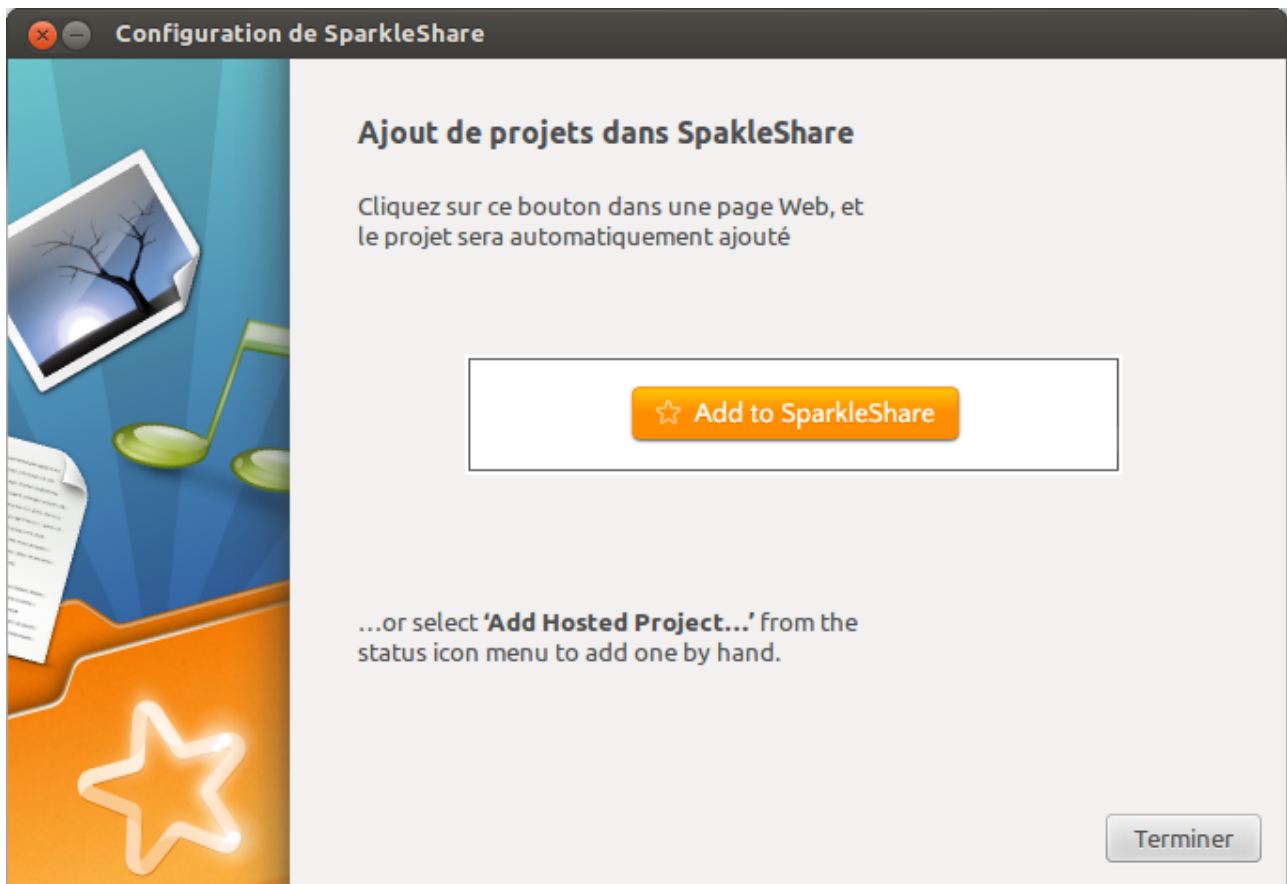 Configuration de SparkleShare
Ajout de projets dans SpakleShare
Cliquez sur ce bouton dans une page Web, et
le projet sera automatiquement ajouté
Add to SparkleShare
…or select ‘Add Hosted Project…’ from the
status icon menu to add one by hand.
Terminer